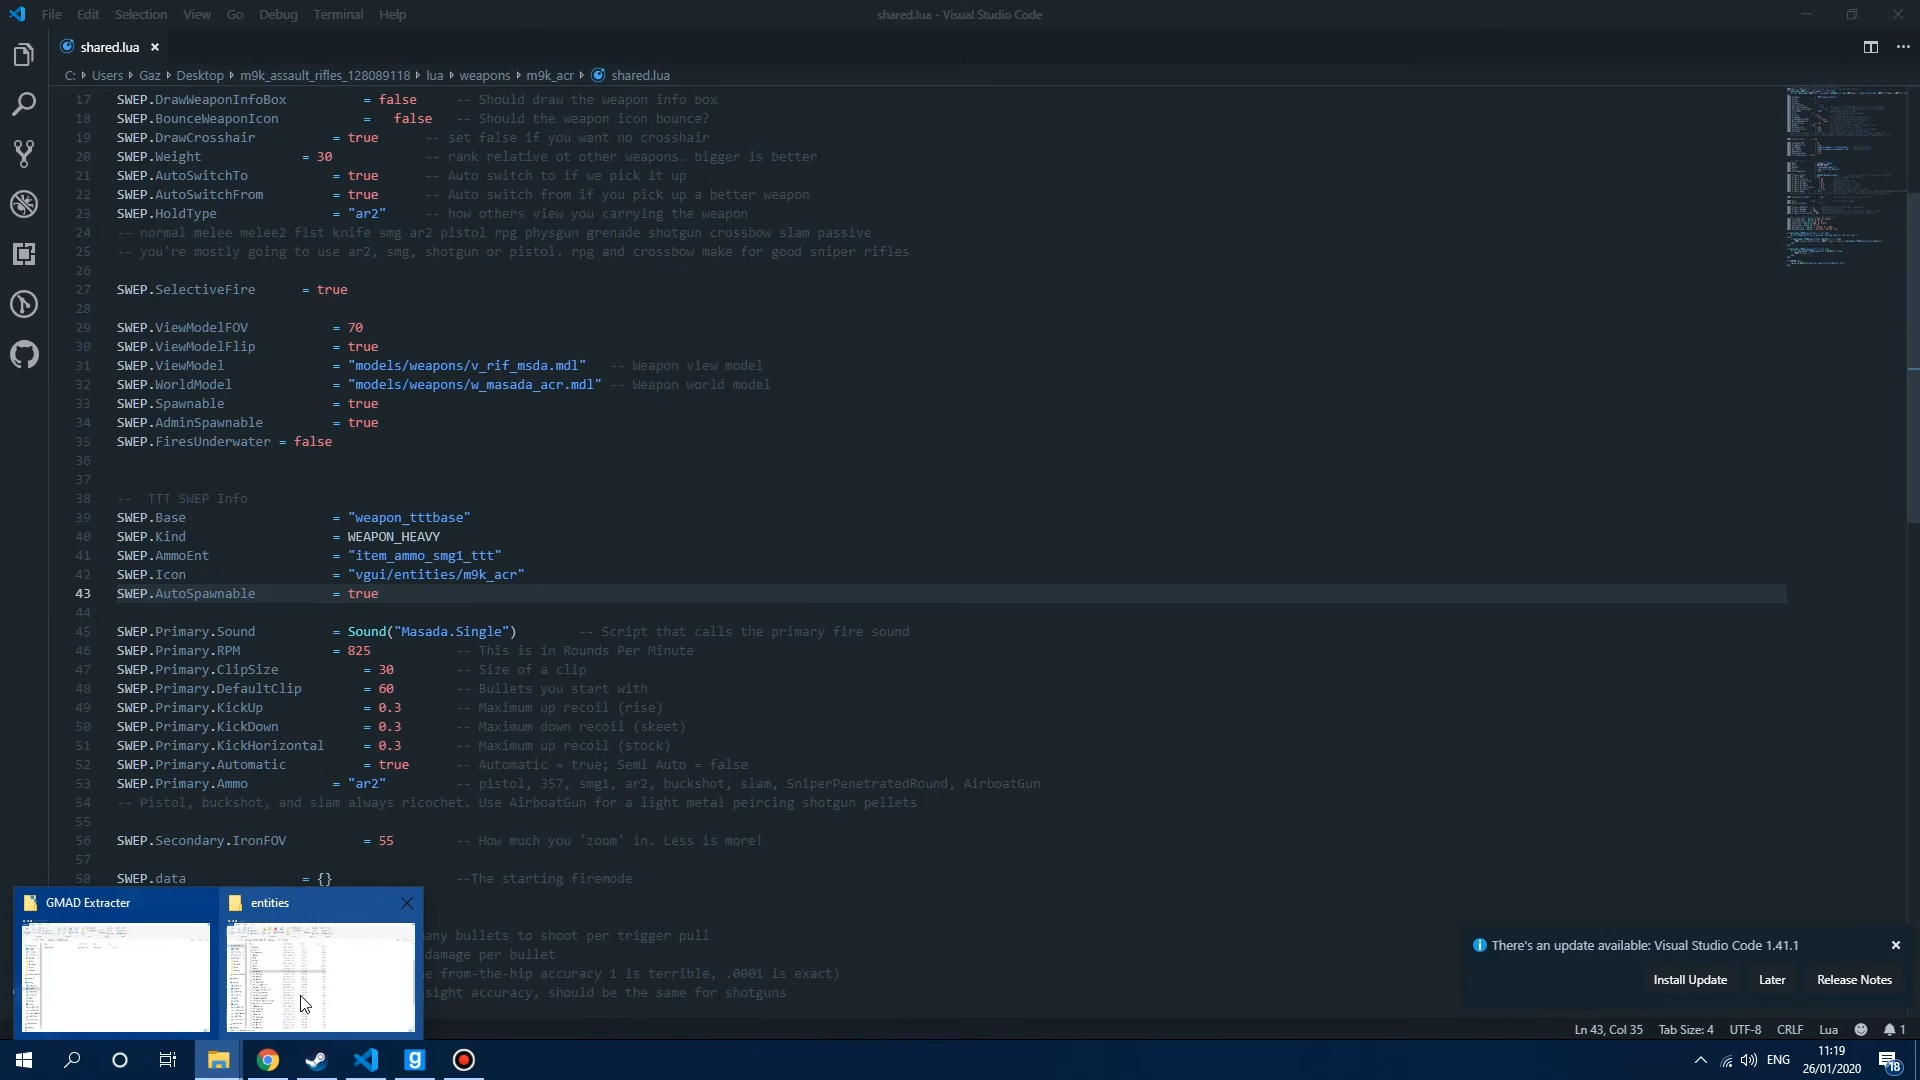 File Edit Selection View Go Debug Terminal Help
shared.lua - Visual Studio Code
shared.lua
C: Users Gaz Desktop m9k_assault_rifles_128089118 lua weapons m9k_acr shared.lua
17 SWEP.DrawWeaponInfoBox = false -- Should draw the weapon info box
18 SWEP.BounceWeaponIcon = false -- Should the weapon icon bounce?
19 SWEP.DrawCrosshair = true -- set false if you want no crosshair
20 SWEP.Weight = 30 -- rank relative ot other weapons. bigger is better
21 SWEP.AutoSwitchTo = true -- Auto switch to if we pick it up
22 SWEP.AutoSwitchFrom = true -- Auto switch from if you pick up a better weapon
23 SWEP.HoldType = "ar2" -- how others view you carrying the weapon
24 -- normal melee melee2 fist knife smg ar2 pistol rpg physgun grenade shotgun crossbow slam passive
25 -- you're mostly going to use ar2, smg, shotgun or pistol. rpg and crossbow make for good sniper rifles
26
27 SWEP.SelectiveFire = true
28
29 SWEP.ViewModelFOV = 70
30 SWEP.ViewModelFlip = true
31 SWEP.ViewModel = "models/weapons/v_rif_msda.mdl" -- Weapon view model
32 SWEP.WorldModel = "models/weapons/w_masada_acr.mdl" -- Weapon world model
33 SWEP.Spawnable = true
34 SWEP.AdminSpawnable = true
35 SWEP.FiresUnderwater = false
36
37
38 -- TTT SWEP Info
39 SWEP.Base = "weapon_tttbase"
40 SWEP.Kind = WEAPON_HEAVY
41 SWEP.AmmoEnt = "item_ammo_smg1_ttt"
42 SWEP.Icon = "vgui/entities/m9k_acr"
43 SWEP.AutoSpawnable = true
44
45 SWEP.Primary.Sound = Sound("Masada.Single") -- Script that calls the primary fire sound
46 SWEP.Primary.RPM = 825 -- This is in Rounds Per Minute
47 SWEP.Primary.ClipSize = 30 -- Size of a clip
48 SWEP.Primary.DefaultClip = 60 -- Bullets you start with
49 SWEP.Primary.KickUp = 0.3 -- Maximum up recoil (rise)
50 SWEP.Primary.KickDown = 0.3 -- Maximum down recoil (skeet)
51 SWEP.Primary.KickHorizontal = 0.3 -- Maximum up recoil (stock)
52 SWEP.Primary.Automatic = true -- Automatic = true; Semi Auto = false
53 SWEP.Primary.Ammo = "ar2" -- pistol, 357, smg1, ar2, buckshot, slam, SniperPenetratedRound, AirboatGun
54 -- Pistol, buckshot, and slam always ricochet. Use AirboatGun for a light metal peircing shotgun pellets
55
56 SWEP.Secondary.IronFOV = 55 -- How much you 'zoom' in. Less is more!
57
58 SWEP.data = {} --The starting firemode
GMAD Extracter
entities
any bullets to shoot per trigger pull
damage per bullet
e from-the-hip accuracy 1 is terrible, .0001 is exact)
sight accuracy, should be the same for shotguns
There's an update available: Visual Studio Code 1.41.1
Install Update Later Release Notes
Ln 43, Col 35 Tab Size: 4 UTF-8 CRLF Lua 1
ENG
11:19
26/01/2020
18